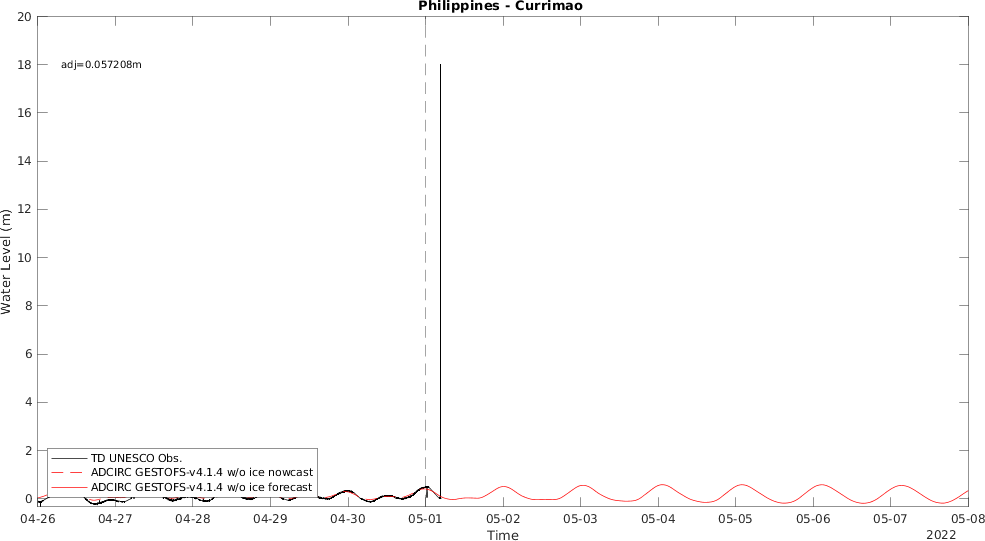 Philippines - Currimao
20
18
16
14
12
10
8
6
4
2
0
adj=0.057208m
Water Level (m)
TD UNESCO Obs.
ADCIRC GESTOFS-v4.1.4 w/o ice nowcast
ADCIRC GESTOFS-v4.1.4 w/o ice forecast
04-26 04-27 04-28 04-29 04-30 05-01 05-02 05-03 05-04 05-05 05-06 05-07 05-08
Time
2022